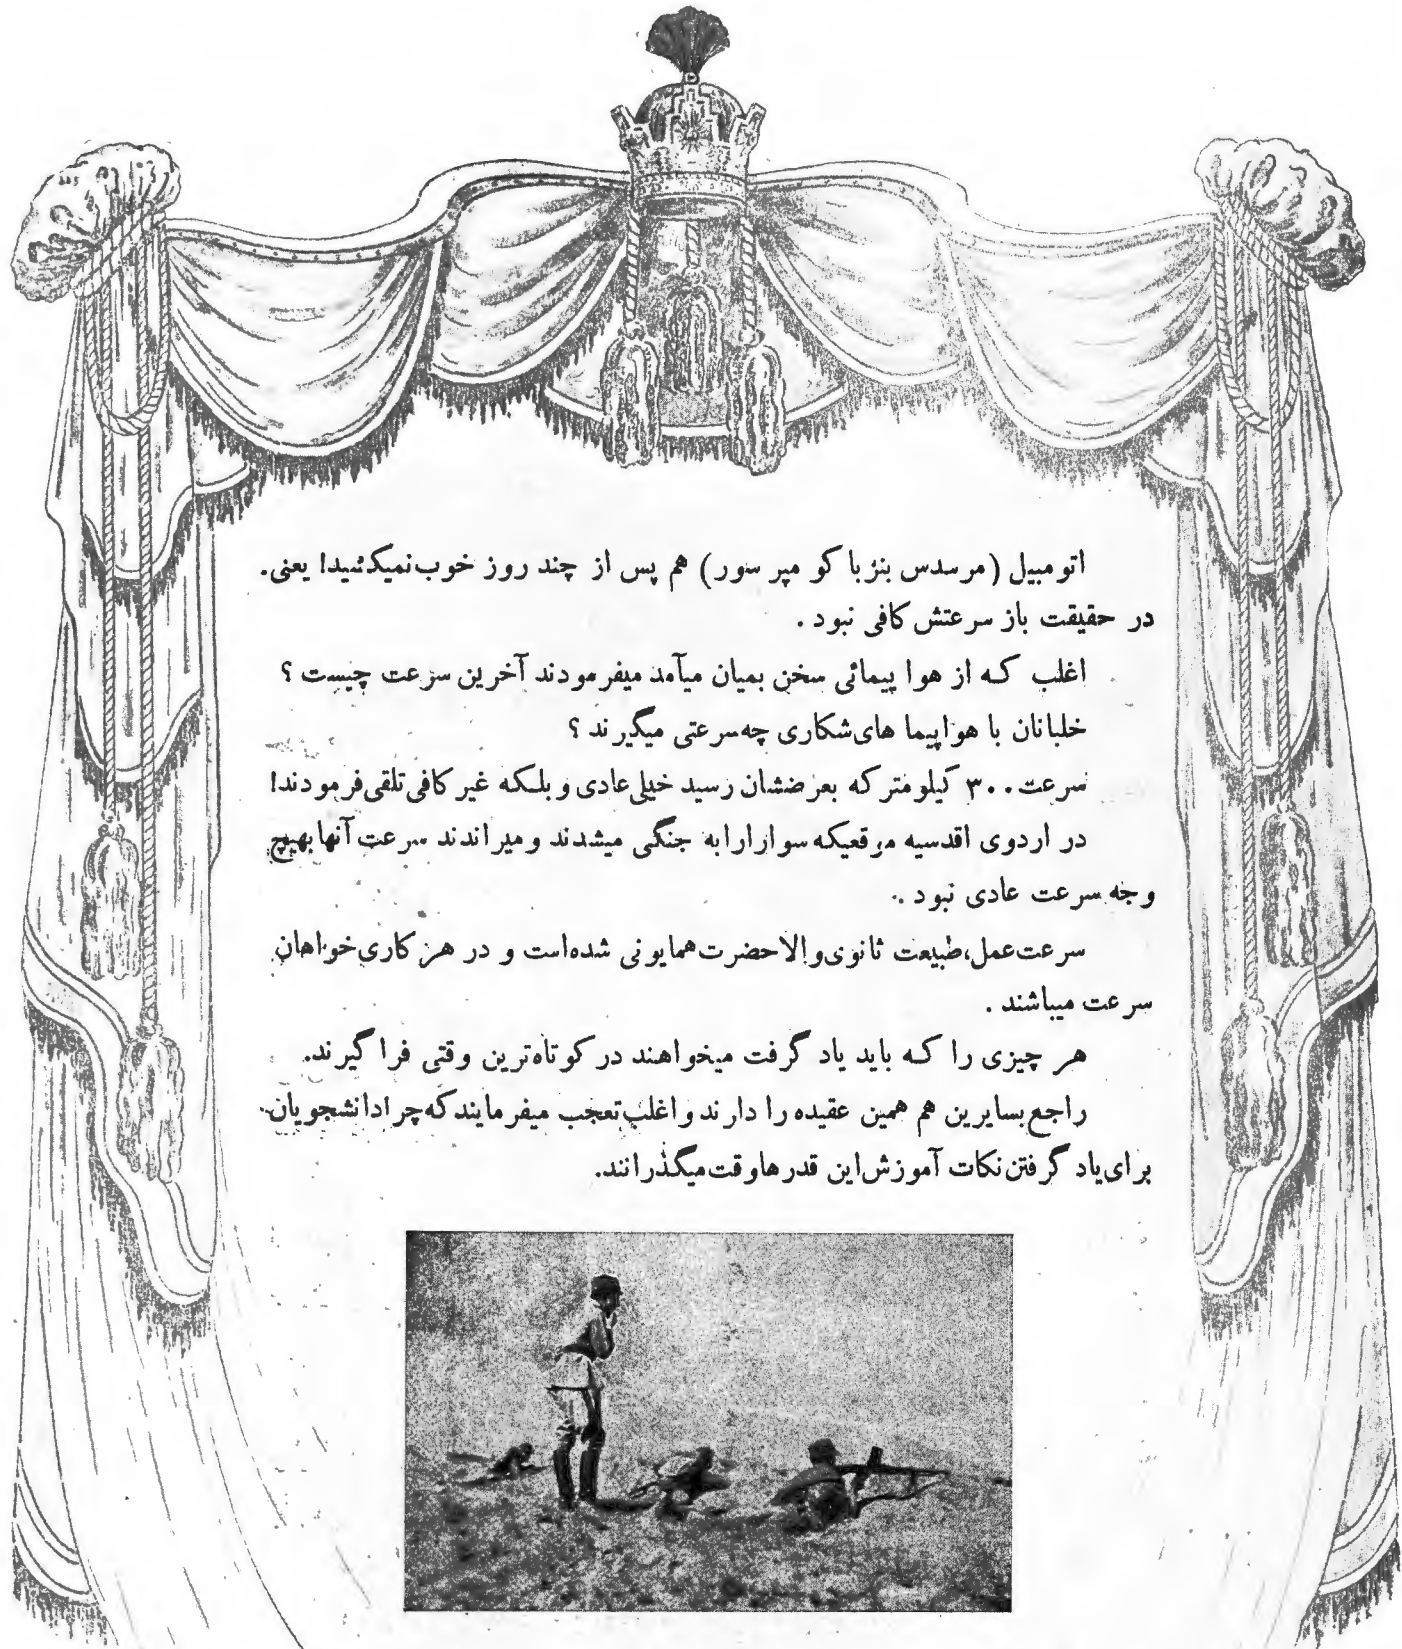 اتومبیل (مرسدس بنز با کومپرسور) هم پس از چند روز خوب نمیکشید! یعنی
در حقیقت باز سرعتش کافی نبود .
اغلب که از هوا پیمائی سخن بمیان میآمد میفرمودند آخرین سرعت چیست ؟
خلبانان با هواپیما های شکاری چه سرعتی میگیرند ؟
سرعت ۳۰۰ کیلومتر که بعرضشان رسید خیلی عادی و بلکه غیر کافی تلقی فرمودند!
در اردوی اقدسیه موقعیکه سوار ارابه جنگی میشدند و میراندند سرعت آنها بهیچ
وجه سرعت عادی نبود .
سرعت عمل، طبیعت ثانوی والاحضرت همایونی شده است و در هر کاری خواهان
سرعت میباشند .
هر چیزی را که باید یاد گرفت میخواهند در کوتاه ترین وقتی فرا گیرند.
راجع بسایرین هم همین عقیده را دارند و اغلب تعجب میفرمایند که چرا دانشجویان
برای یاد گرفتن نکات آموزش این قدرها وقت میگذرانند.